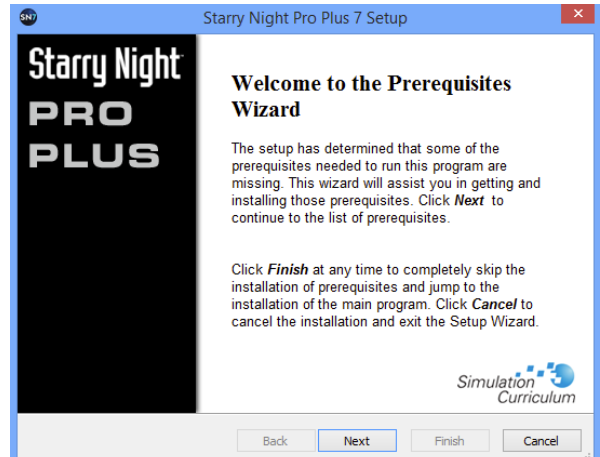 SN7
Starry Night Pro Plus 7 Setup
Starry Night
PRO
PLUS
Welcome to the Prerequisites
Wizard
The setup has determined that some of the
prerequisites needed to run this program are
missing. This wizard will assist you in getting and
installing those prerequisites. Click Next to
continue to the list of prerequisites.
Click Finish at any time to completely skip the
installation of prerequisites and jump to the
installation of the main program. Click Cancel to
cancel the installation and exit the Setup Wizard.
Simulation
Curriculum
Back Next Finish Cancel